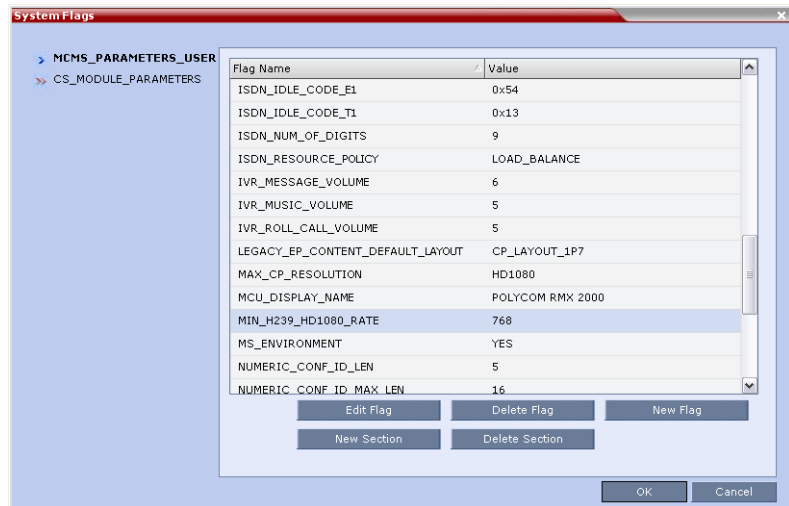 System Flags
MCMS_PARAMETERS_USER
CS_MODULE_PARAMETERS
Flag Name Value
ISDN_IDLE_CODE_E1 0x54
ISDN_IDLE_CODE_T1 0x13
ISDN_NUM_OF_DIGITS 9
ISDN_RESOURCE_POLICY LOAD_BALANCE
IVR_MESSAGE_VOLUME 6
IVR_MUSIC_VOLUME 5
IVR_ROLL_CALL_VOLUME 5
LEGACY_EP_CONTENT_DEFAULT_LAYOUT CP_LAYOUT_1P7
MAX_CP_RESOLUTION HD1080
MCU_DISPLAY_NAME POLYCOM RMX 2000
MIN_H239_HD1080_RATE 768
MS_ENVIRONMENT YES
NUMERIC_CONF_ID_LEN 5
NUMERIC_CONF_ID_MAX_LEN 16
Edit Flag Delete Flag New Flag
New Section Delete Section
OK Cancel